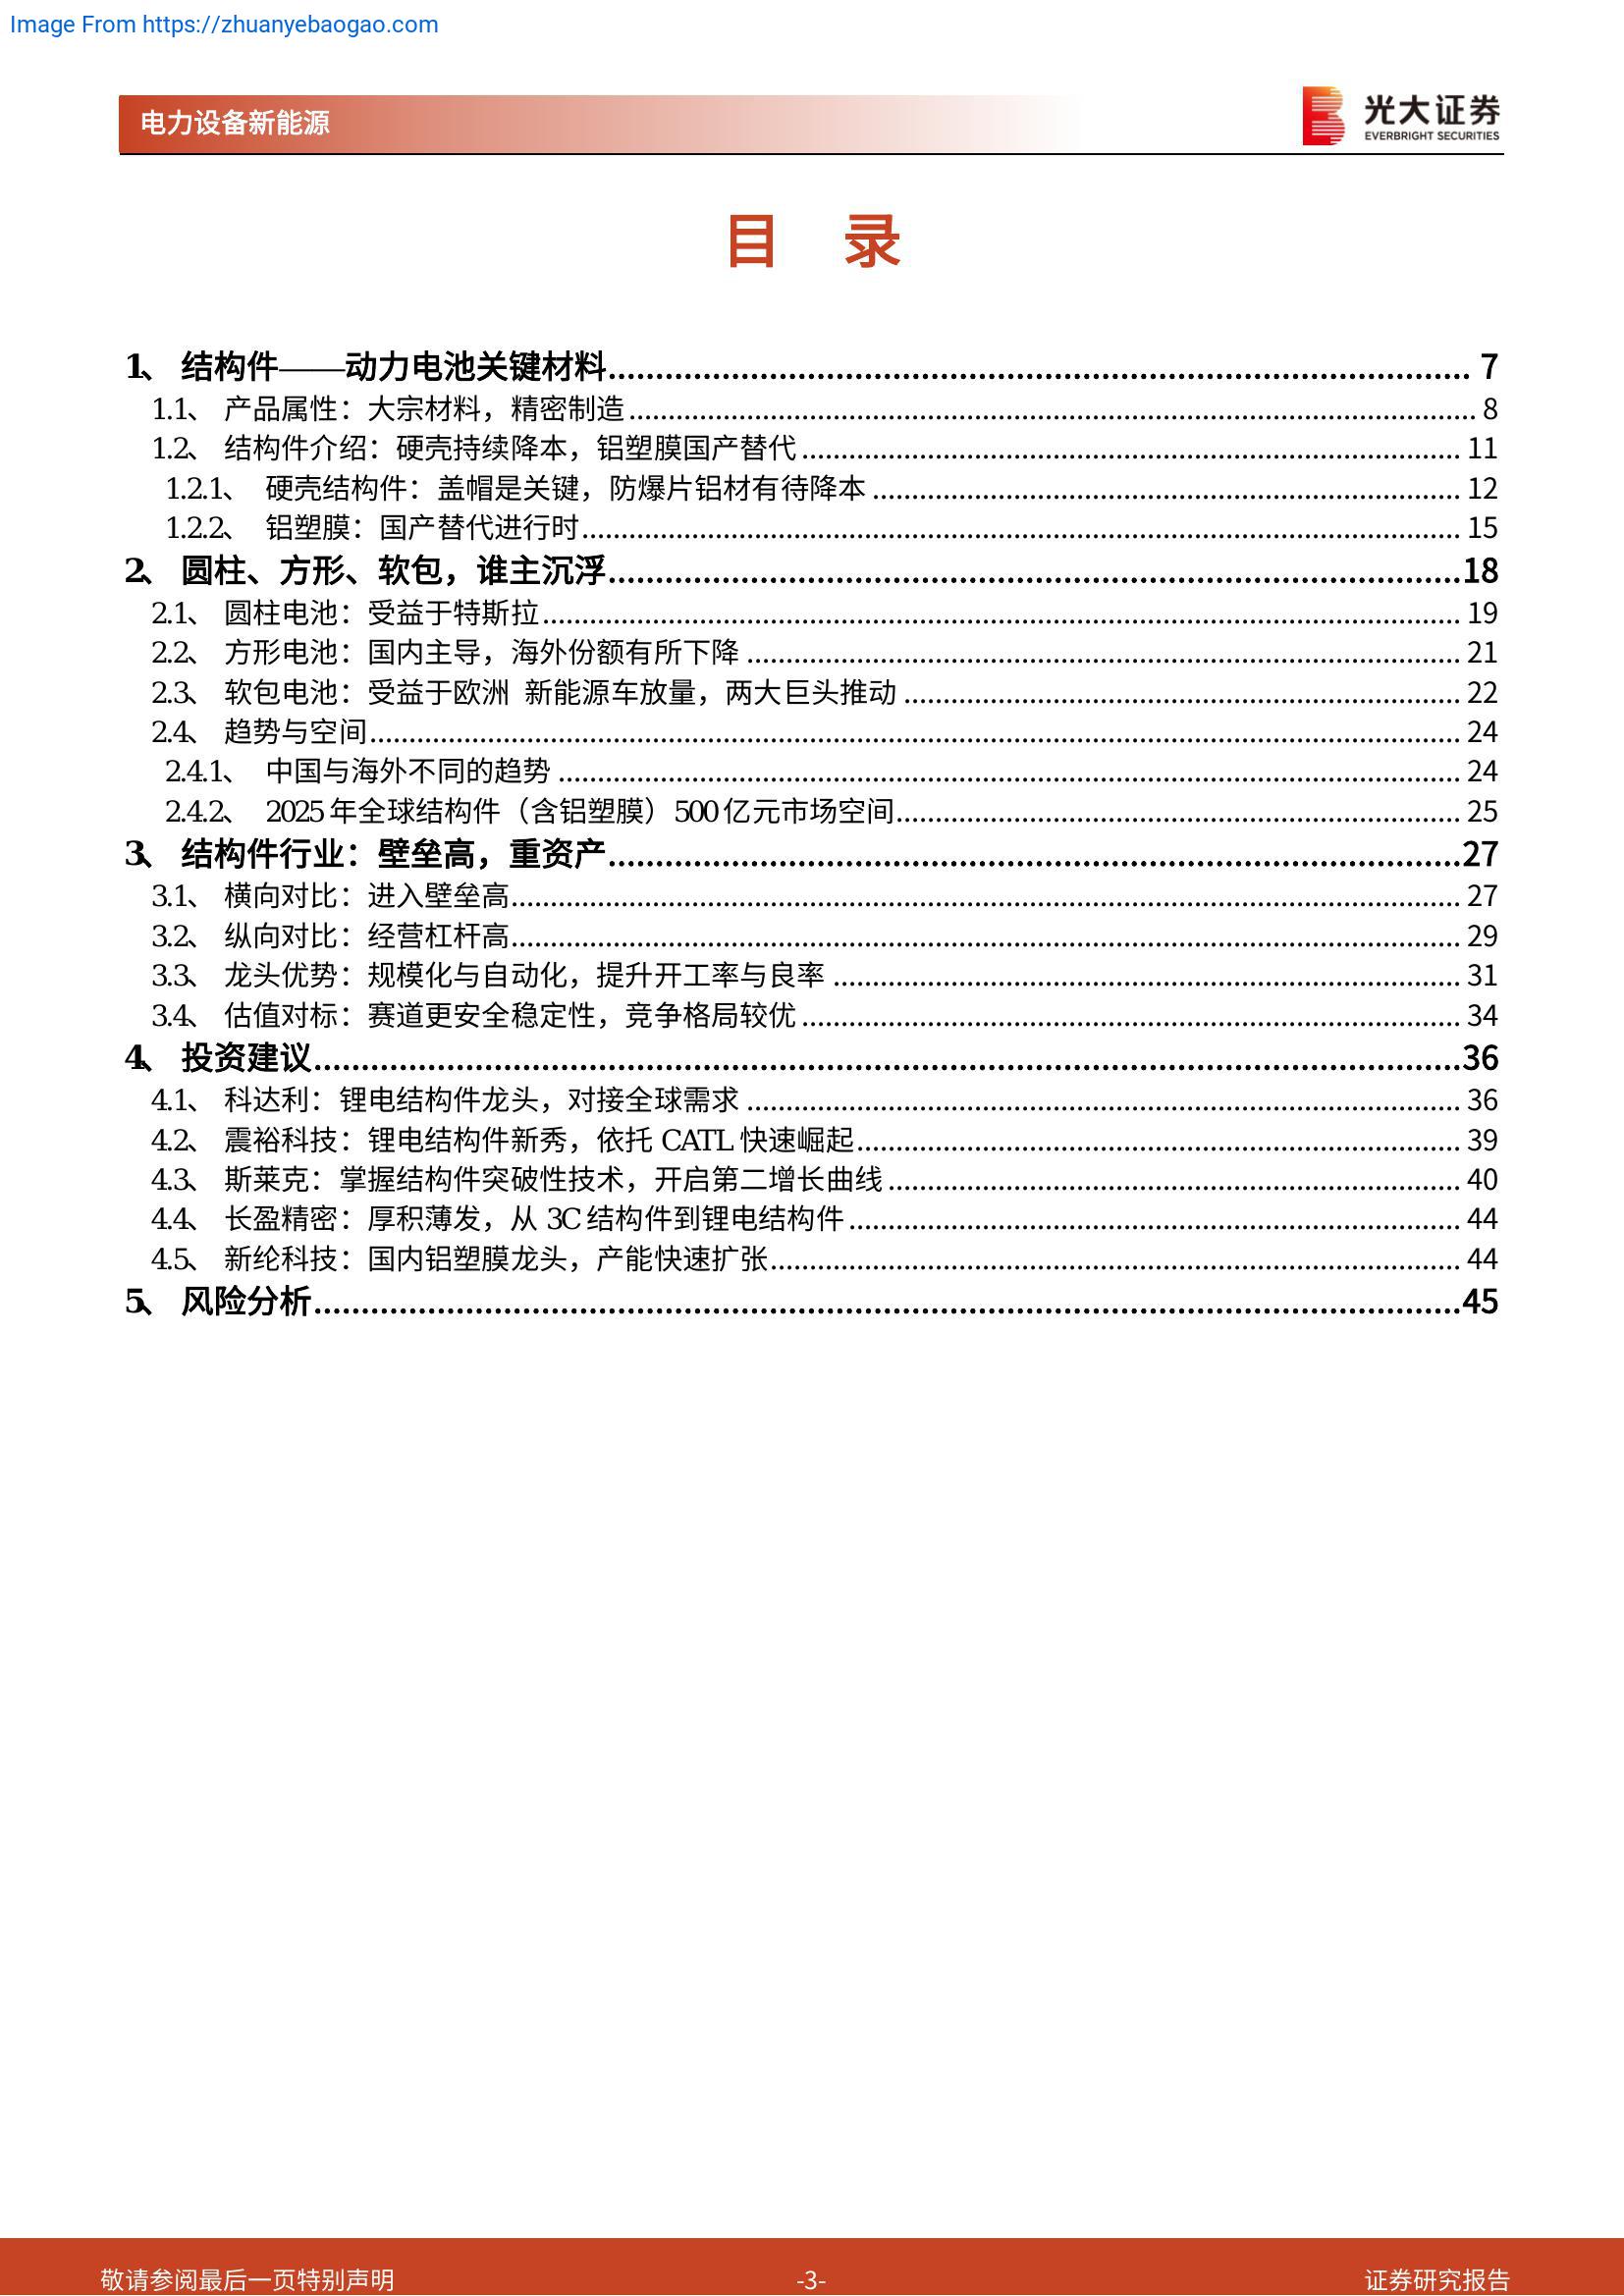 Image From https://zhuanyebaogao.com
电力设备新能源
光大证券
EVERBRIGHT SECURITIES
目 录
1、 结构件——动力电池关键材料 7
1.1、 产品属性：大宗材料，精密制造 8
1.2、 结构件介绍：硬壳持续降本，铝塑膜国产替代 11
1.2.1、 硬壳结构件：盖帽是关键，防爆片铝材有待降本 12
1.2.2、 铝塑膜：国产替代进行时 15
2、 圆柱、方形、软包，谁主沉浮 18
2.1、 圆柱电池：受益于特斯拉 19
2.2、 方形电池：国内主导，海外份额有所下降 21
2.3、 软包电池：受益于欧洲 新能源车放量，两大巨头推动 22
2.4、 趋势与空间 24
2.4.1、 中国与海外不同的趋势 24
2.4.2、 2025 年全球结构件（含铝塑膜）500 亿元市场空间 25
3、 结构件行业：壁垒高，重资产 27
3.1、 横向对比：进入壁垒高 27
3.2、 纵向对比：经营杠杆高 29
3.3、 龙头优势：规模化与自动化，提升开工率与良率 31
3.4、 估值对标：赛道更安全稳定性，竞争格局较优 34
4、 投资建议 36
4.1、 科达利：锂电结构件龙头，对接全球需求 36
4.2、 震裕科技：锂电结构件新秀，依托 CATL 快速崛起 39
4.3、 斯莱克：掌握结构件突破性技术，开启第二增长曲线 40
4.4、 长盈精密：厚积薄发，从 3C 结构件到锂电结构件 44
4.5、 新纶科技：国内铝塑膜龙头，产能快速扩张 44
5、 风险分析 45
敬请参阅最后一页特别声明 -3- 证券研究报告